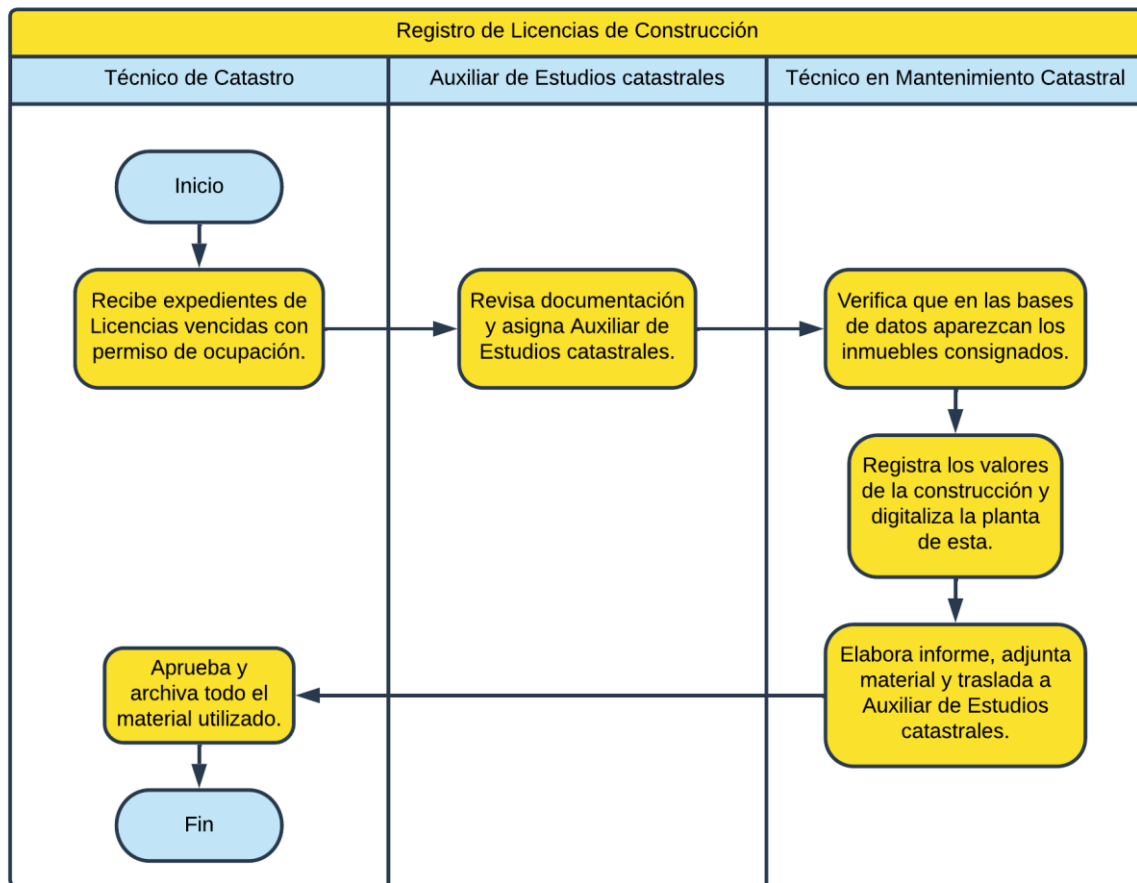 Registro de Licencias de Construcción
Técnico de Catastro
Auxiliar de Estudios catastrales
Técnico en Mantenimiento Catastral
Inicio
Recibe expedientes de
Licencias vencidas con
permiso de ocupación.
Revisa documentación
y asigna Auxiliar de
Estudios catastrales.
Verifica que en las bases
de datos aparezcan los
inmuebles consignados.
Registra los valores
de la construcción y
digitaliza la planta
de esta.
Elabora informe, adjunta
material y traslada a
Auxiliar de Estudios
catastrales.
Aprueba y
archiva todo el
material utilizado.
Fin